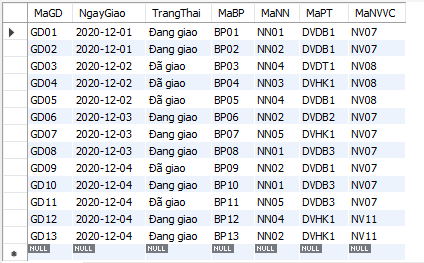 MaGD NgayGiao TrangThai MaBP MaNN MaPT MaNVVC
GD01 2020-12-01 Đang giao BP01 NN01 DVDB1 NV07
GD02 2020-12-01 Đang giao BP02 NN02 DVDB1 NV07
GD03 2020-12-02 Đã giao BP03 NN04 DVDT1 NV08
GD04 2020-12-02 Đang giao BP04 NN03 DVHK1 NV08
GD05 2020-12-02 Đã giao BP05 NN04 DVDB1 NV08
GD06 2020-12-03 Đang giao BP06 NN02 DVDB2 NV07
GD07 2020-12-03 Đang giao BP07 NN05 DVHK1 NV07
GD08 2020-12-03 Đang giao BP08 NN01 DVDB3 NV07
GD09 2020-12-04 Đã giao BP09 NN02 DVDB1 NV07
GD10 2020-12-04 Đang giao BP10 NN01 DVDB3 NV07
GD11 2020-12-04 Đã giao BP11 NN05 DVDB3 NV07
GD12 2020-12-04 Đang giao BP12 NN04 DVHK1 NV11
GD13 2020-12-04 Đang giao BP13 NN02 DVHK1 NV11
NULL NULL NULL NULL NULL NULL NULL